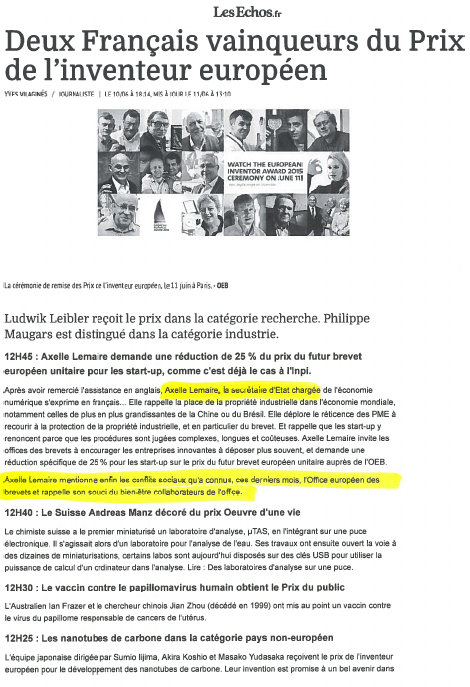 LesEchos.fr
Deux Français vainqueurs du Prix
de l'inventeur européen
YVES VILAGINÉS / JOURNALISTE | LE 10/06 À 18:14, MIS À JOUR LE 11/06 À 13:10
WATCH THE EUROPEAN
INVENTOR AWARD 2015
CEREMONY ON JUNE 11!
La cérémonie de remise des Prix de l'inventeur européen, le 11 juin à Paris. - OEB
Ludwik Leibler reçoit le prix dans la catégorie recherche. Philippe
Maugars est distingué dans la catégorie industrie.
12H45 : Axelle Lemaire demande une réduction de 25 % du prix du futur brevet
européen unitaire pour les start-up, comme c'est déjà le cas à l'Inpi.
Après avoir remercié l'assistance en anglais, Axelle Lemaire, la secrétaire d'Etat chargée de l'économie
numérique s'exprime en français... Elle rappelle la place de la propriété industrielle dans l'économie mondiale,
notamment celles de plus en plus grandissantes de la Chine ou du Brésil. Elle déplore le réticence des PME à
recourir à la protection de la propriété industrielle, et en particulier du brevet. Et rappelle que les start-up y
renoncent parce que les procédures sont jugées complexes, longues et coûteuses. Axelle Lemaire invite les
offices des brevets à encourager les entreprises innovantes à déposer plus souvent, et demande une
réduction spécifique de 25 % pour les start-up sur le prix du futur brevet européen unitaire auprès de l'OEB.
Axelle Lemaire mentionne enfin les conflits sociaux qu'a connus, ces derniers mois, l'Office européen des
brevets et rappelle son souci du bien-être collaborateurs de l'office.
12H40 : Le Suisse Andreas Manz décoré du prix Oeuvre d'une vie
Le chimiste suisse a le premier miniaturisé un laboratoire d'analyse, µTAS, en l'intégrant sur une puce
électronique. Il s'agissait alors d'un laboratoire pour l'analyse de l'eau. Ses travaux ont ensuite ouvert la voie à
des dizaines de miniaturisations, certains labos sont aujourd'hui disposés sur des clés USB pour utiliser la
puissance de calcul d'un crdinateur dans l'analyse. Lire : Des laboratoires d'analyse sur une puce.
12H30 : Le vaccin contre le papillomavirus humain obtient le Prix du public
L'Australien Ian Frazer et le chercheur chinois Jian Zhou (décédé en 1999) ont mis au point un vaccin contre
le virus du papillome responsable de cancers de l'utérus.
12H25 : Les nanotubes de carbone dans la catégorie pays non-européen
L'équipe japonaise dirigée par Sumio Iijima, Akira Koshio et Masako Yudasaka reçoivent le prix de l'inventeur
européen pour le développement des nanotubes de carbone. Leur invention est promise à un bel avenir dans